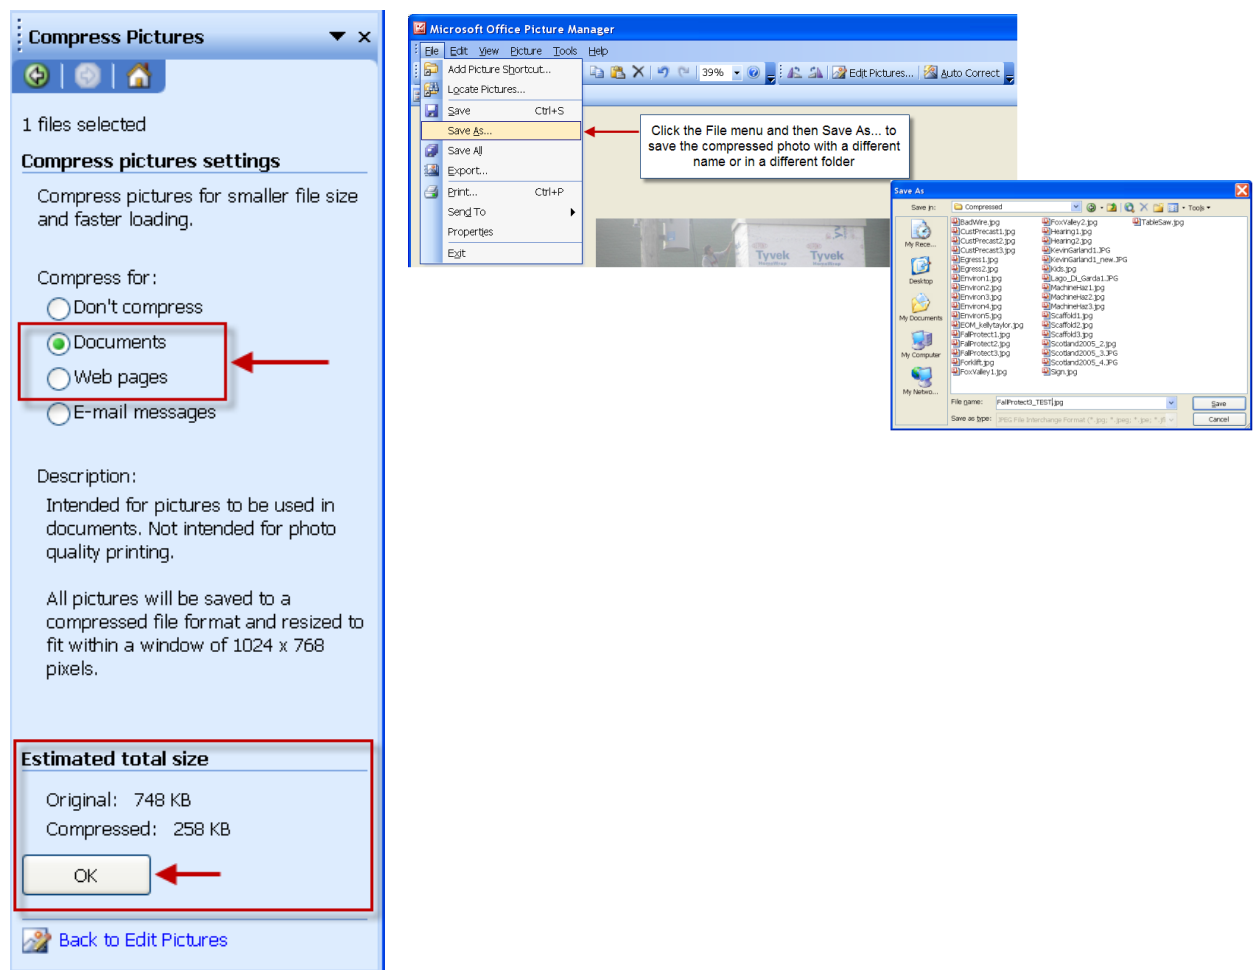 Compress Pictures
1 files selected
Compress pictures settings
Compress pictures for smaller file size
and faster loading.
Compress for:
Don't compress
Documents
Web pages
E-mail messages
Description:
Intended for pictures to be used in
documents. Not intended for photo
quality printing.
All pictures will be saved to a
compressed file format and resized to
fit within a window of 1024 x 768
pixels.
Estimated total size
Original: 748 KB
Compressed: 258 KB
OK
Back to Edit Pictures
Microsoft Office Picture Manager
File Edit View Picture Tools Help
Add Picture Shortcut...
39% Edit Pictures... Auto Correct
Locate Pictures...
Save Ctrl+S
Save As...
Save All
Export...
Print... Ctrl+P
Send To
Properties
Exit
Click the File menu and then Save As... to
save the compressed photo with a different
name or in a different folder
Tyvek Tyvek
Save As
Save in: Compressed Tools
My Rece...
Desktop
My Documents
My Computer
My Netwo...
BadWire.jpg
CustPrecast1.jpg
CustPrecast2.jpg
CustPrecast3.jpg
Egress1.jpg
Egress2.jpg
Environ1.jpg
Environ2.jpg
Environ3.jpg
Environ4.jpg
Environ5.jpg
EOM_kellytaylor.jpg
FallProtect1.jpg
FallProtect2.jpg
FallProtect3.jpg
Forklift.jpg
FoxValley1.jpg
FoxValley2.jpg
Hearing1.jpg
Hearing2.jpg
KevinGarland1.JPG
KevinGarland1_new.JPG
Kids.jpg
Lago_Di_Garda1.JPG
MachineHaz1.jpg
MachineHaz2.jpg
MachineHaz3.jpg
Scaffold1.jpg
Scaffold2.jpg
Scaffold3.jpg
Scotland2005_2.jpg
Scotland2005_3.JPG
Scotland2005_4.JPG
Sign.jpg
TableSaw.jpg
File name: FallProtect3_TEST.jpg Save
Save as type: JPEG File Interchange Format (*.jpg; *.jpeg; *.jpe; *.jfi Cancel